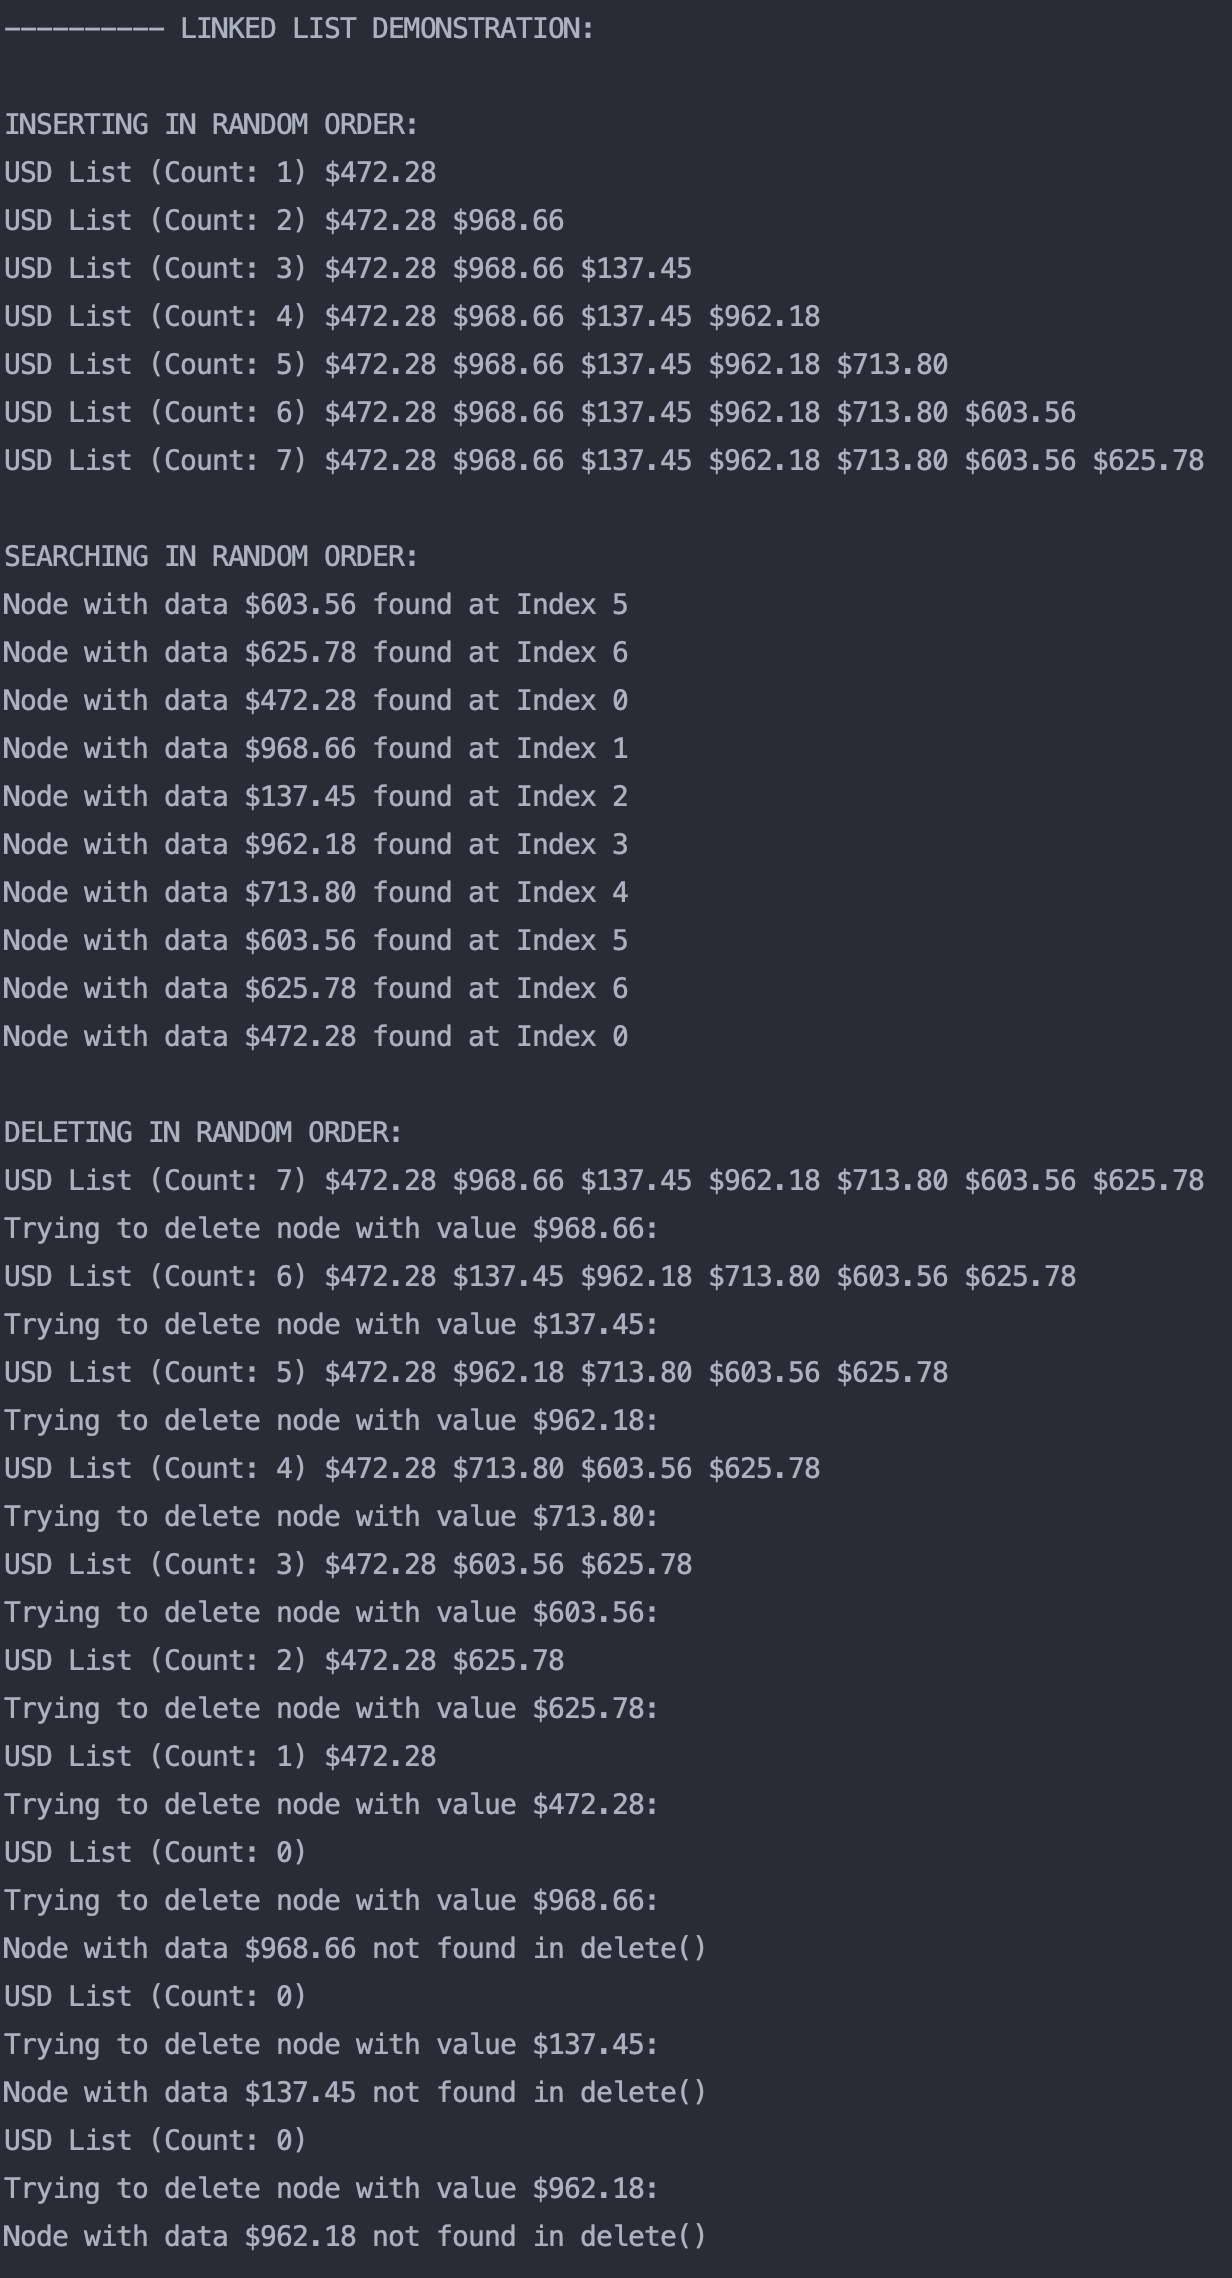 ---------- LINKED LIST DEMONSTRATION:
INSERTING IN RANDOM ORDER:
USD List (Count: 1) $472.28
USD List (Count: 2) $472.28 $968.66
USD List (Count: 3) $472.28 $968.66 $137.45
USD List (Count: 4) $472.28 $968.66 $137.45 $962.18
USD List (Count: 5) $472.28 $968.66 $137.45 $962.18 $713.80
USD List (Count: 6) $472.28 $968.66 $137.45 $962.18 $713.80 $603.56
USD List (Count: 7) $472.28 $968.66 $137.45 $962.18 $713.80 $603.56 $625.78
SEARCHING IN RANDOM ORDER:
Node with data $603.56 found at Index 5
Node with data $625.78 found at Index 6
Node with data $472.28 found at Index 0
Node with data $968.66 found at Index 1
Node with data $137.45 found at Index 2
Node with data $962.18 found at Index 3
Node with data $713.80 found at Index 4
Node with data $603.56 found at Index 5
Node with data $625.78 found at Index 6
Node with data $472.28 found at Index 0
DELETING IN RANDOM ORDER:
USD List (Count: 7) $472.28 $968.66 $137.45 $962.18 $713.80 $603.56 $625.78
Trying to delete node with value $968.66:
USD List (Count: 6) $472.28 $137.45 $962.18 $713.80 $603.56 $625.78
Trying to delete node with value $137.45:
USD List (Count: 5) $472.28 $962.18 $713.80 $603.56 $625.78
Trying to delete node with value $962.18:
USD List (Count: 4) $472.28 $713.80 $603.56 $625.78
Trying to delete node with value $713.80:
USD List (Count: 3) $472.28 $603.56 $625.78
Trying to delete node with value $603.56:
USD List (Count: 2) $472.28 $625.78
Trying to delete node with value $625.78:
USD List (Count: 1) $472.28
Trying to delete node with value $472.28:
USD List (Count: 0)
Trying to delete node with value $968.66:
Node with data $968.66 not found in delete()
USD List (Count: 0)
Trying to delete node with value $137.45:
Node with data $137.45 not found in delete()
USD List (Count: 0)
Trying to delete node with value $962.18:
Node with data $962.18 not found in delete()